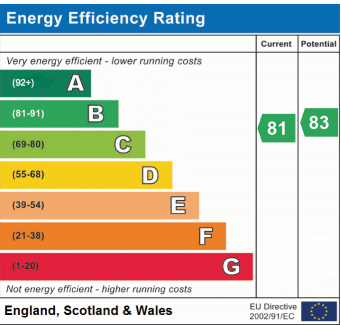 Energy Efficiency Rating
Current Potential
Very energy efficient - lower running costs
(92+) A
(81-91) B
81 83
(69-80) C
(55-68) D
(39-54) E
(21-38) F
(1-20) G
Not energy efficient - higher running costs
England, Scotland & Wales
EU Directive
2002/91/EC